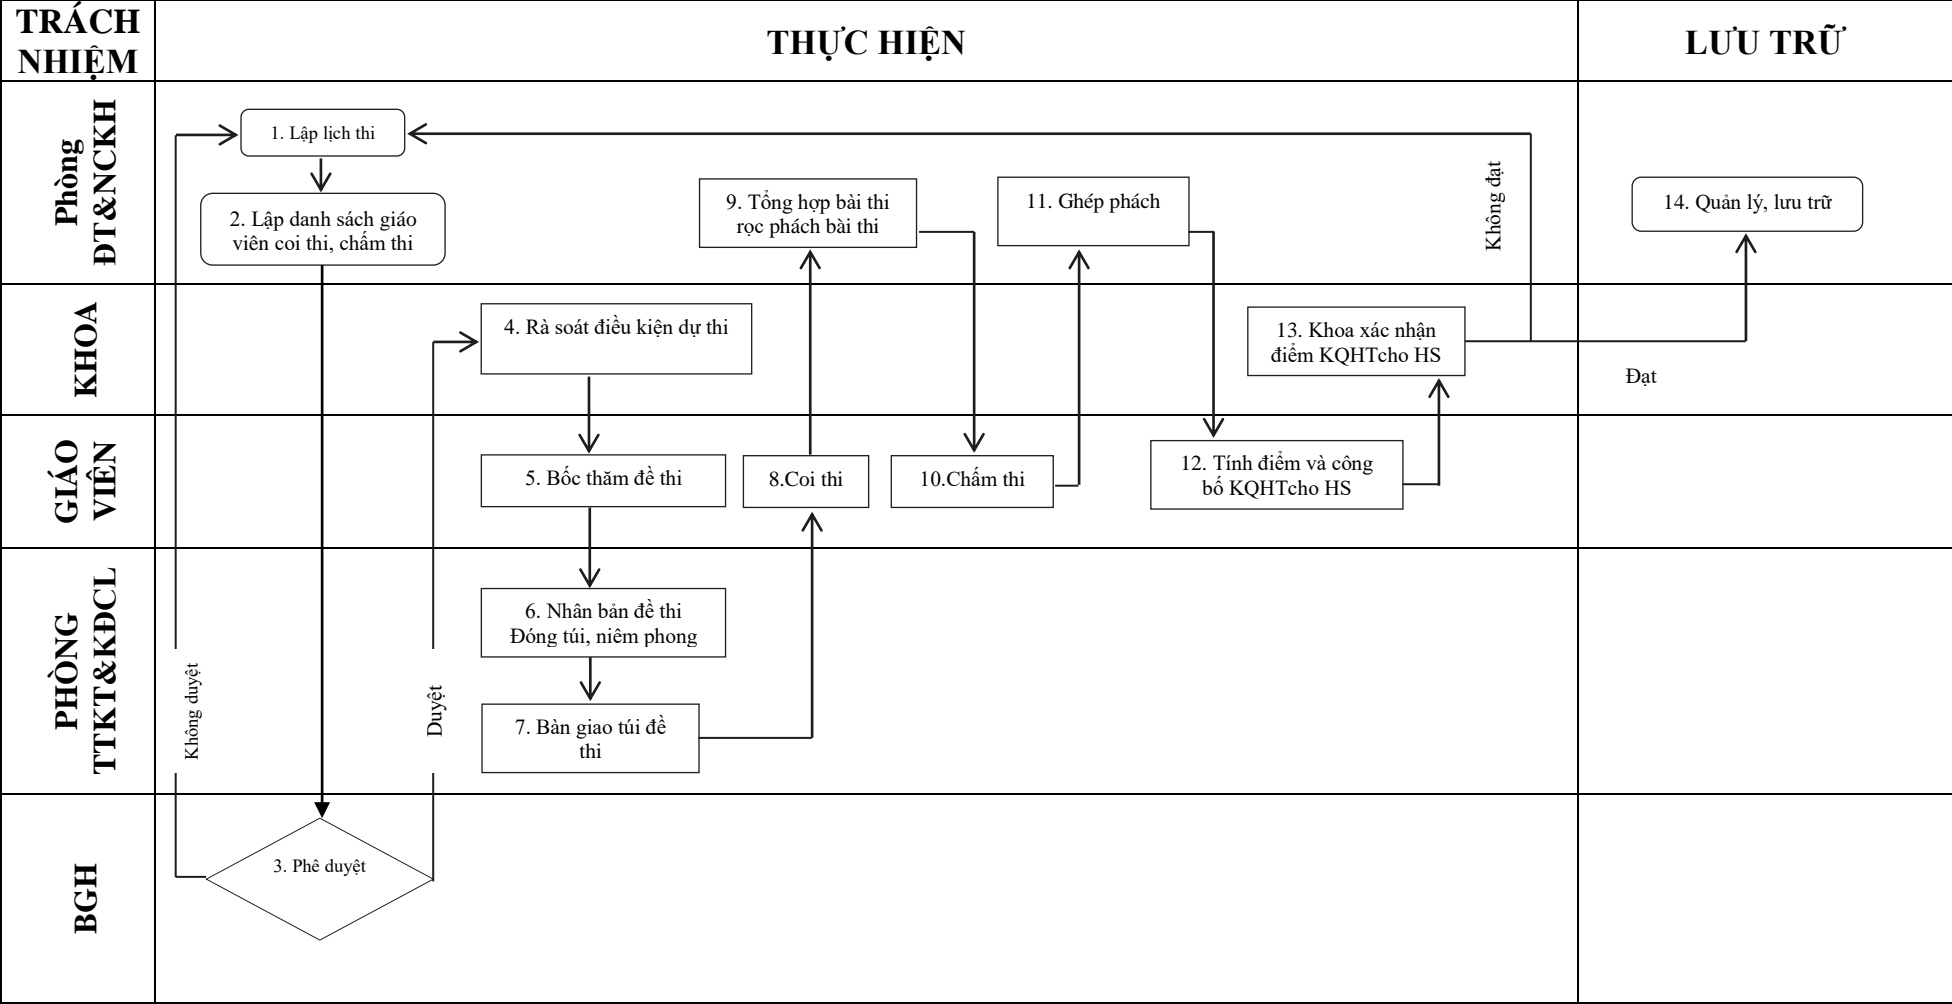 TRÁCH
NHIỆM
THỰC HIỆN
LƯU TRỮ
Phòng
ĐT&NCKH
1. Lập lịch thi
2. Lập danh sách giáo
viên coi thi, chấm thi
9. Tổng hợp bài thi
rọc phách bài thi
11. Ghép phách
Không đạt
14. Quản lý, lưu trữ
KHOA
4. Rà soát điều kiện dự thi
13. Khoa xác nhận
điểm KQHTcho HS
Đạt
GIÁO
VIÊN
5. Bốc thăm đề thi
8.Coi thi
10.Chấm thi
12. Tính điểm và công
bố KQHTcho HS
PHÒNG
TTKT&KĐCL
Không duyệt
Duyệt
6. Nhân bản đề thi
Đóng túi, niêm phong
7. Bàn giao túi đề
thi
BGH
3. Phê duyệt